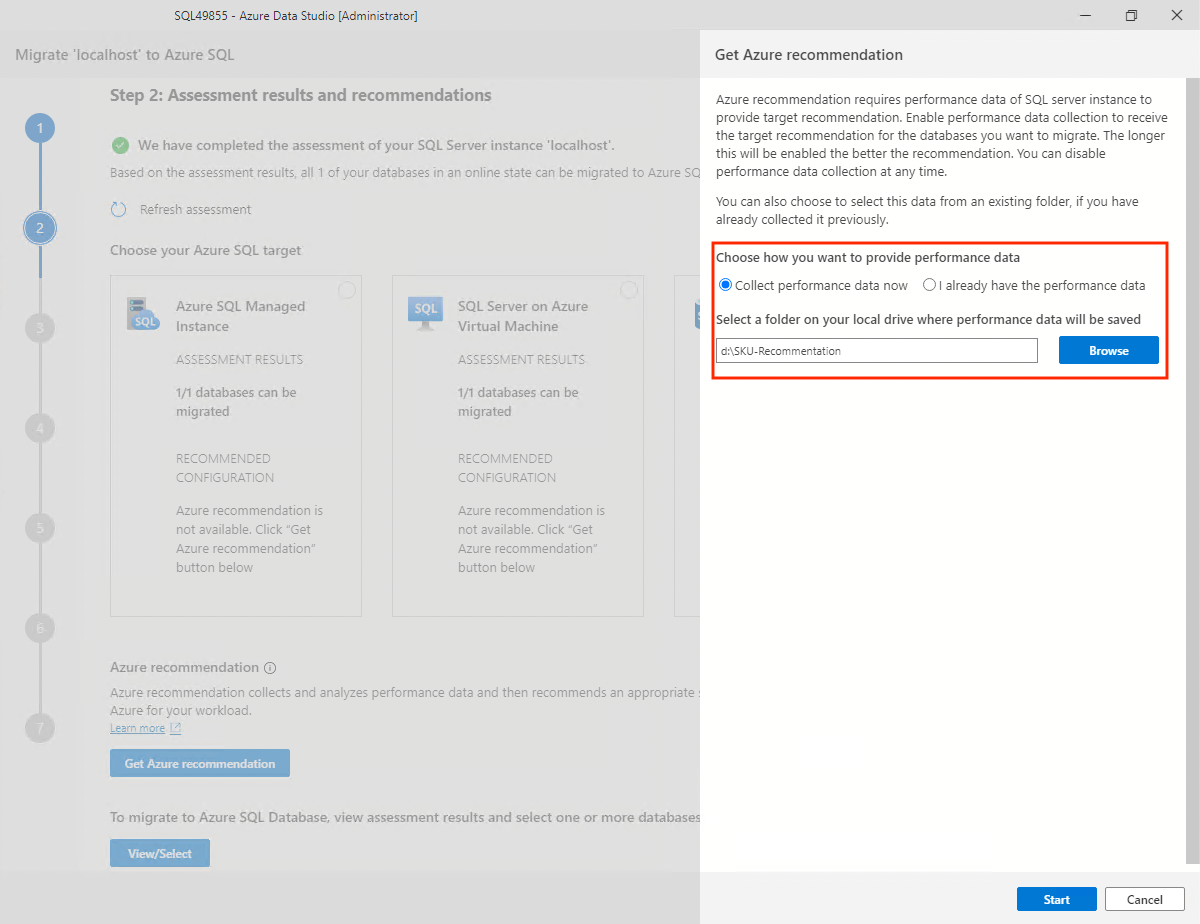 SQL49855 - Azure Data Studio [Administrator]
Migrate 'localhost' to Azure SQL
Step 2: Assessment results and recommendations
1
2
3
4
5
6
7
We have completed the assessment of your SQL Server instance 'localhost'.
Based on the assessment results, all 1 of your databases in an online state can be migrated to Azure SQ
Refresh assessment
Choose your Azure SQL target
SQL
Azure SQL Managed
Instance
ASSESSMENT RESULTS
1/1 databases can be
migrated
RECOMMENDED
CONFIGURATION
Azure recommendation is
not available. Click "Get
Azure recommendation"
button below
SQL
SQL Server on Azure
Virtual Machine
ASSESSMENT RESULTS
1/1 databases can be
migrated
RECOMMENDED
CONFIGURATION
Azure recommendation is
not available. Click "Get
Azure recommendation"
button below
Azure recommendation
Azure recommendation collects and analyzes performance data and then recommends an appropriate s
Azure for your workload.
Learn more
Get Azure recommendation
To migrate to Azure SQL Database, view assessment results and select one or more databases
View/Select
Get Azure recommendation
Azure recommendation requires performance data of SQL server instance to
provide target recommendation. Enable performance data collection to receive
the target recommendation for the databases you want to migrate. The longer
this will be enabled the better the recommendation. You can disable
performance data collection at any time.
You can also choose to select this data from an existing folder, if you have
already collected it previously.
Choose how you want to provide performance data
Collect performance data now I already have the performance data
Select a folder on your local drive where performance data will be saved
d:\SKU-Recommentation Browse
Start Cancel